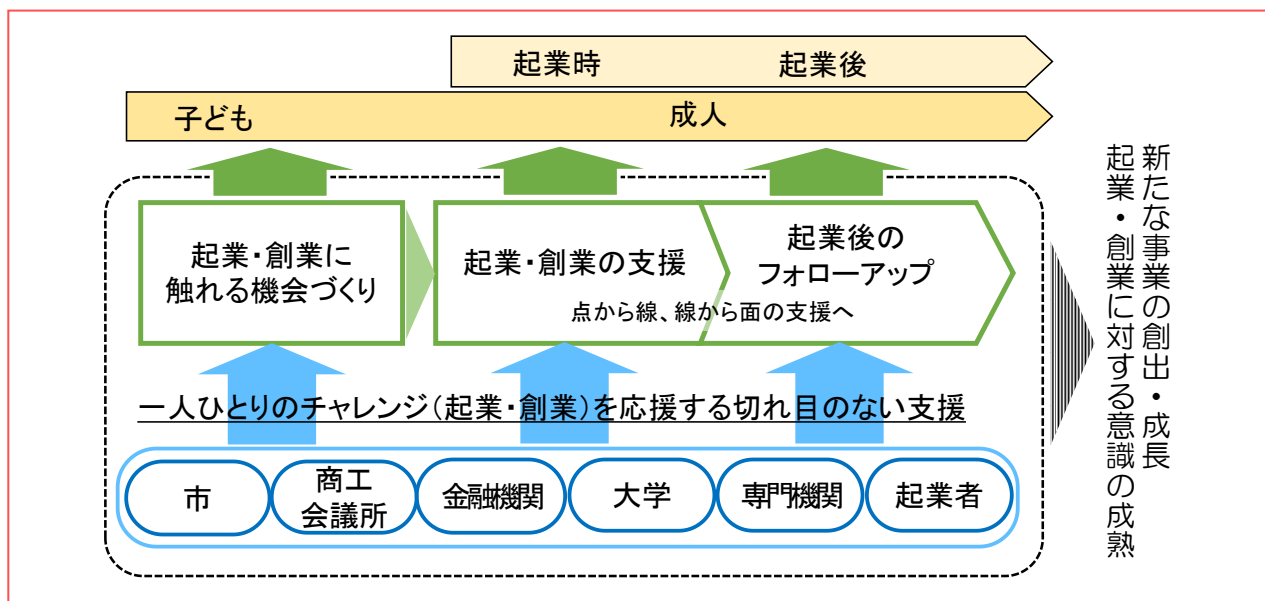 起業時 起業後
子ども 成人
起業・創業に
触れる機会づくり
起業・創業の支援
起業後の
フォローアップ
点から線、線から面の支援へ
一人ひとりのチャレンジ(起業・創業)を応援する切れ目のない支援
市
商工
会議所
金融機関
大学
専門機関
起業者
新たな事業の創出・成長
起業・創業に対する意識の成熟